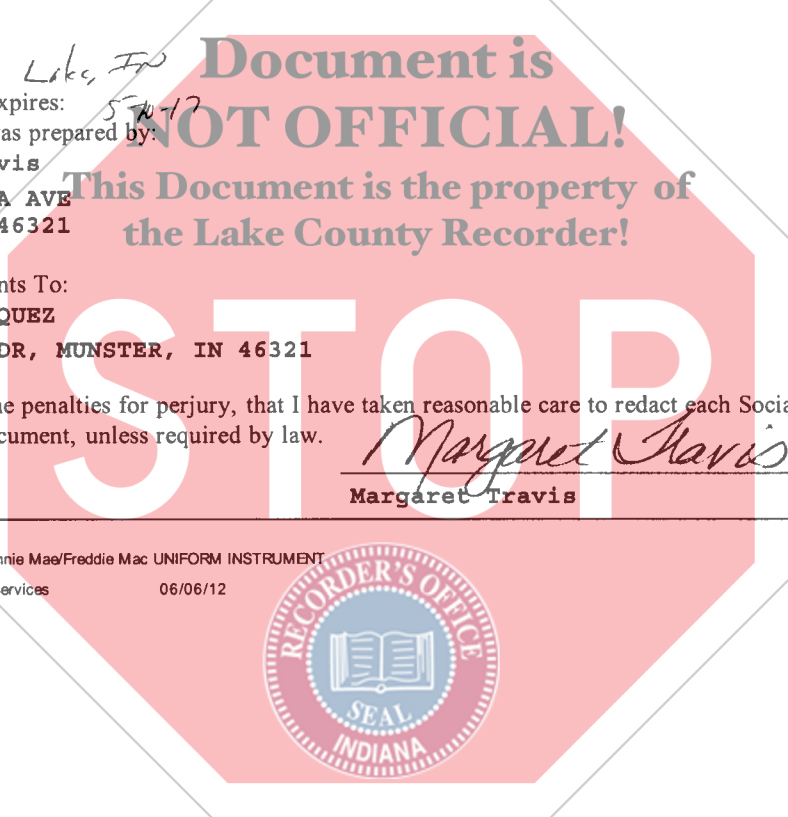 Lake, IN
xpires:
as prepared by:
vis
A AVE
46321
nts To:
QUEZ
DR, MUNSTER, IN 46321
ne penalties for perjury, that I have taken reasonable care to redact each Socia
cument, unless required by law.
Margaret Travis
Margaret Travis
nnie Mae/Freddie Mac UNIFORM INSTRUMENT
ervices 06/06/12
Document is
NOT OFFICIAL!
This Document is the property of
the Lake County Recorder!
STOP
RECORDER'S OFFICE
SEAL
INDIANA